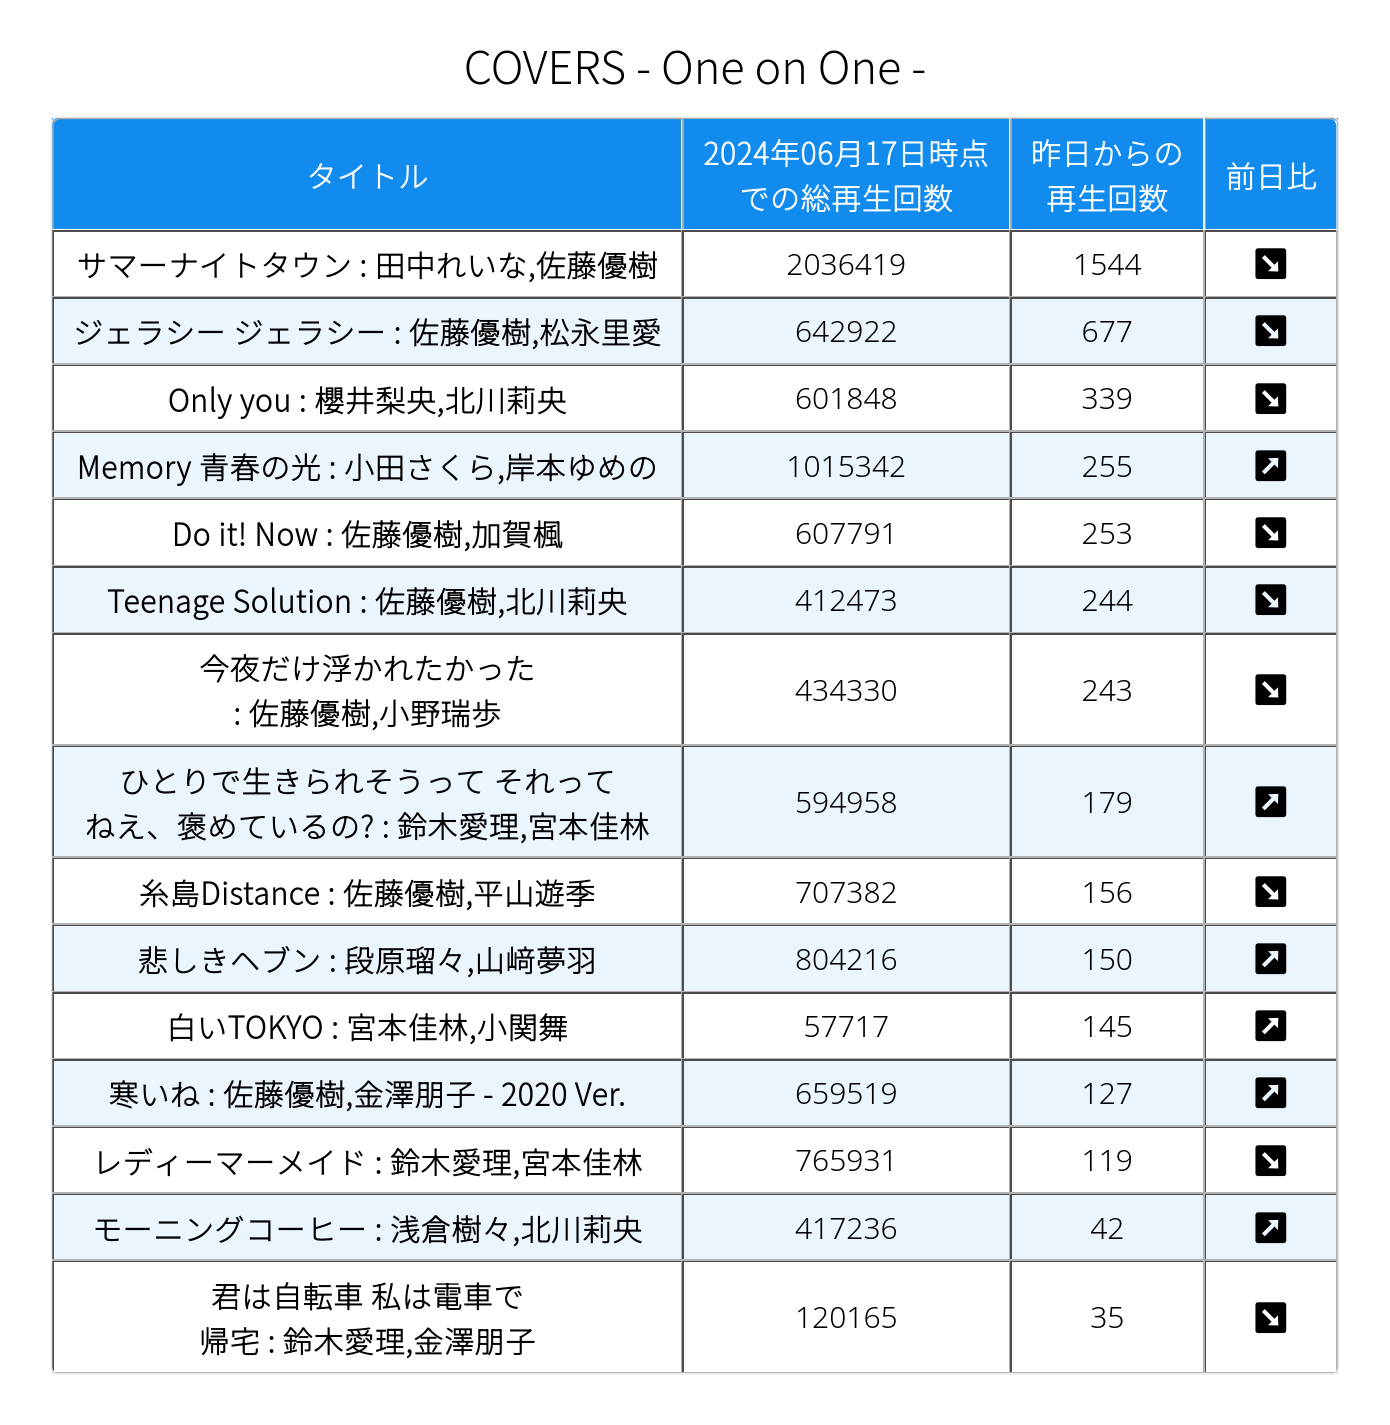 COVERS - One on One -
タイトル
2024年06月17日時点
での総再生回数
昨日からの
再生回数
前日比
サマーナイトタウン : 田中れいな,佐藤優樹 2036419 1544 ↘
ジェラシー ジェラシー : 佐藤優樹,松永里愛 642922 677 ↘
Only you : 櫻井梨央,北川莉央 601848 339 ↘
Memory 青春の光 : 小田さくら,岸本ゆめの 1015342 255 ↗
Do it! Now : 佐藤優樹,加賀楓 607791 253 ↘
Teenage Solution : 佐藤優樹,北川莉央 412473 244 ↘
今夜だけ浮かれたかった
: 佐藤優樹,小野瑞歩 434330 243 ↘
ひとりで生きられそうって それって
ねえ、褒めているの? : 鈴木愛理,宮本佳林 594958 179 ↗
糸島Distance : 佐藤優樹,平山遊季 707382 156 ↘
悲しきヘブン : 段原瑠々,山﨑夢羽 804216 150 ↗
白いTOKYO : 宮本佳林,小関舞 57717 145 ↗
寒いね : 佐藤優樹,金澤朋子 - 2020 Ver. 659519 127 ↗
レディーマーメイド : 鈴木愛理,宮本佳林 765931 119 ↘
モーニングコーヒー : 浅倉樹々,北川莉央 417236 42 ↗
君は自転車 私は電車で
帰宅 : 鈴木愛理,金澤朋子 120165 35 ↘